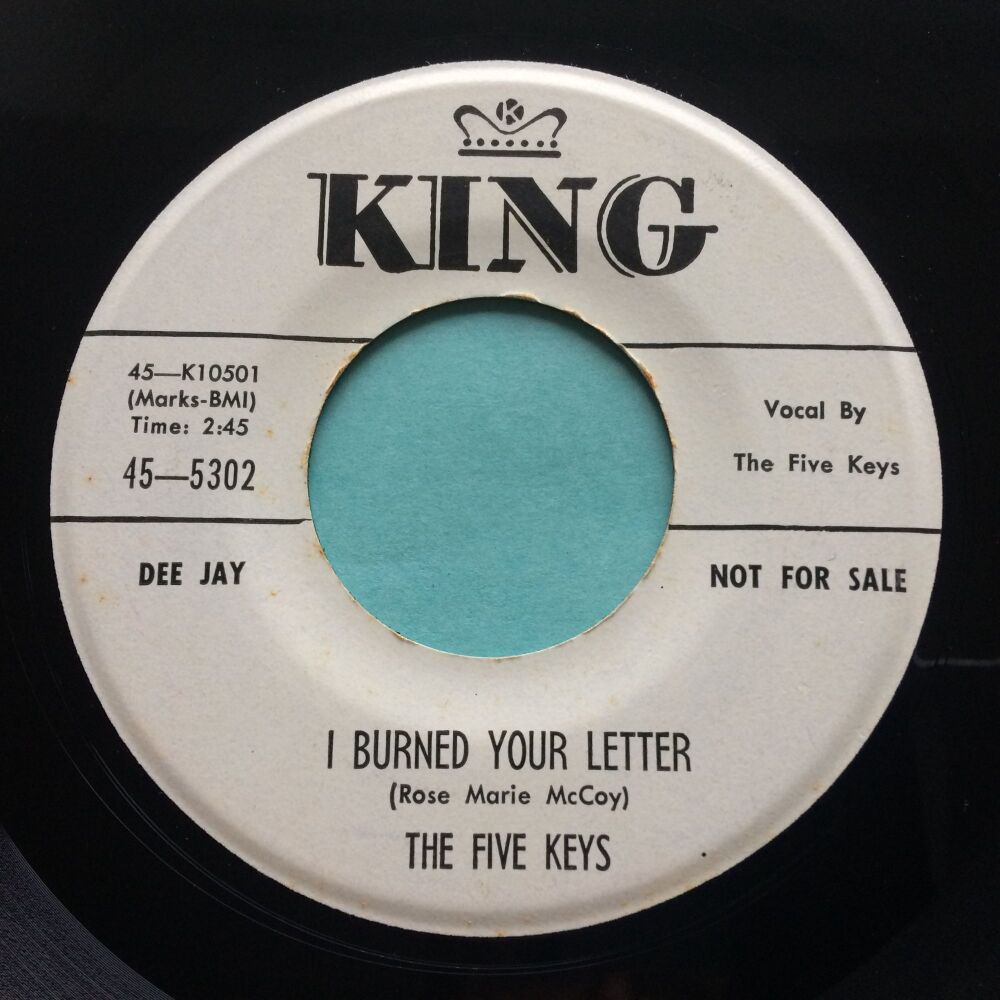 K
KING
45—K10501
(Marks-BMI)
Time: 2:45
45—5302
Vocal By
The Five Keys
DEE JAY
NOT FOR SALE
I BURNED YOUR LETTER
(Rose Marie McCoy)
THE FIVE KEYS